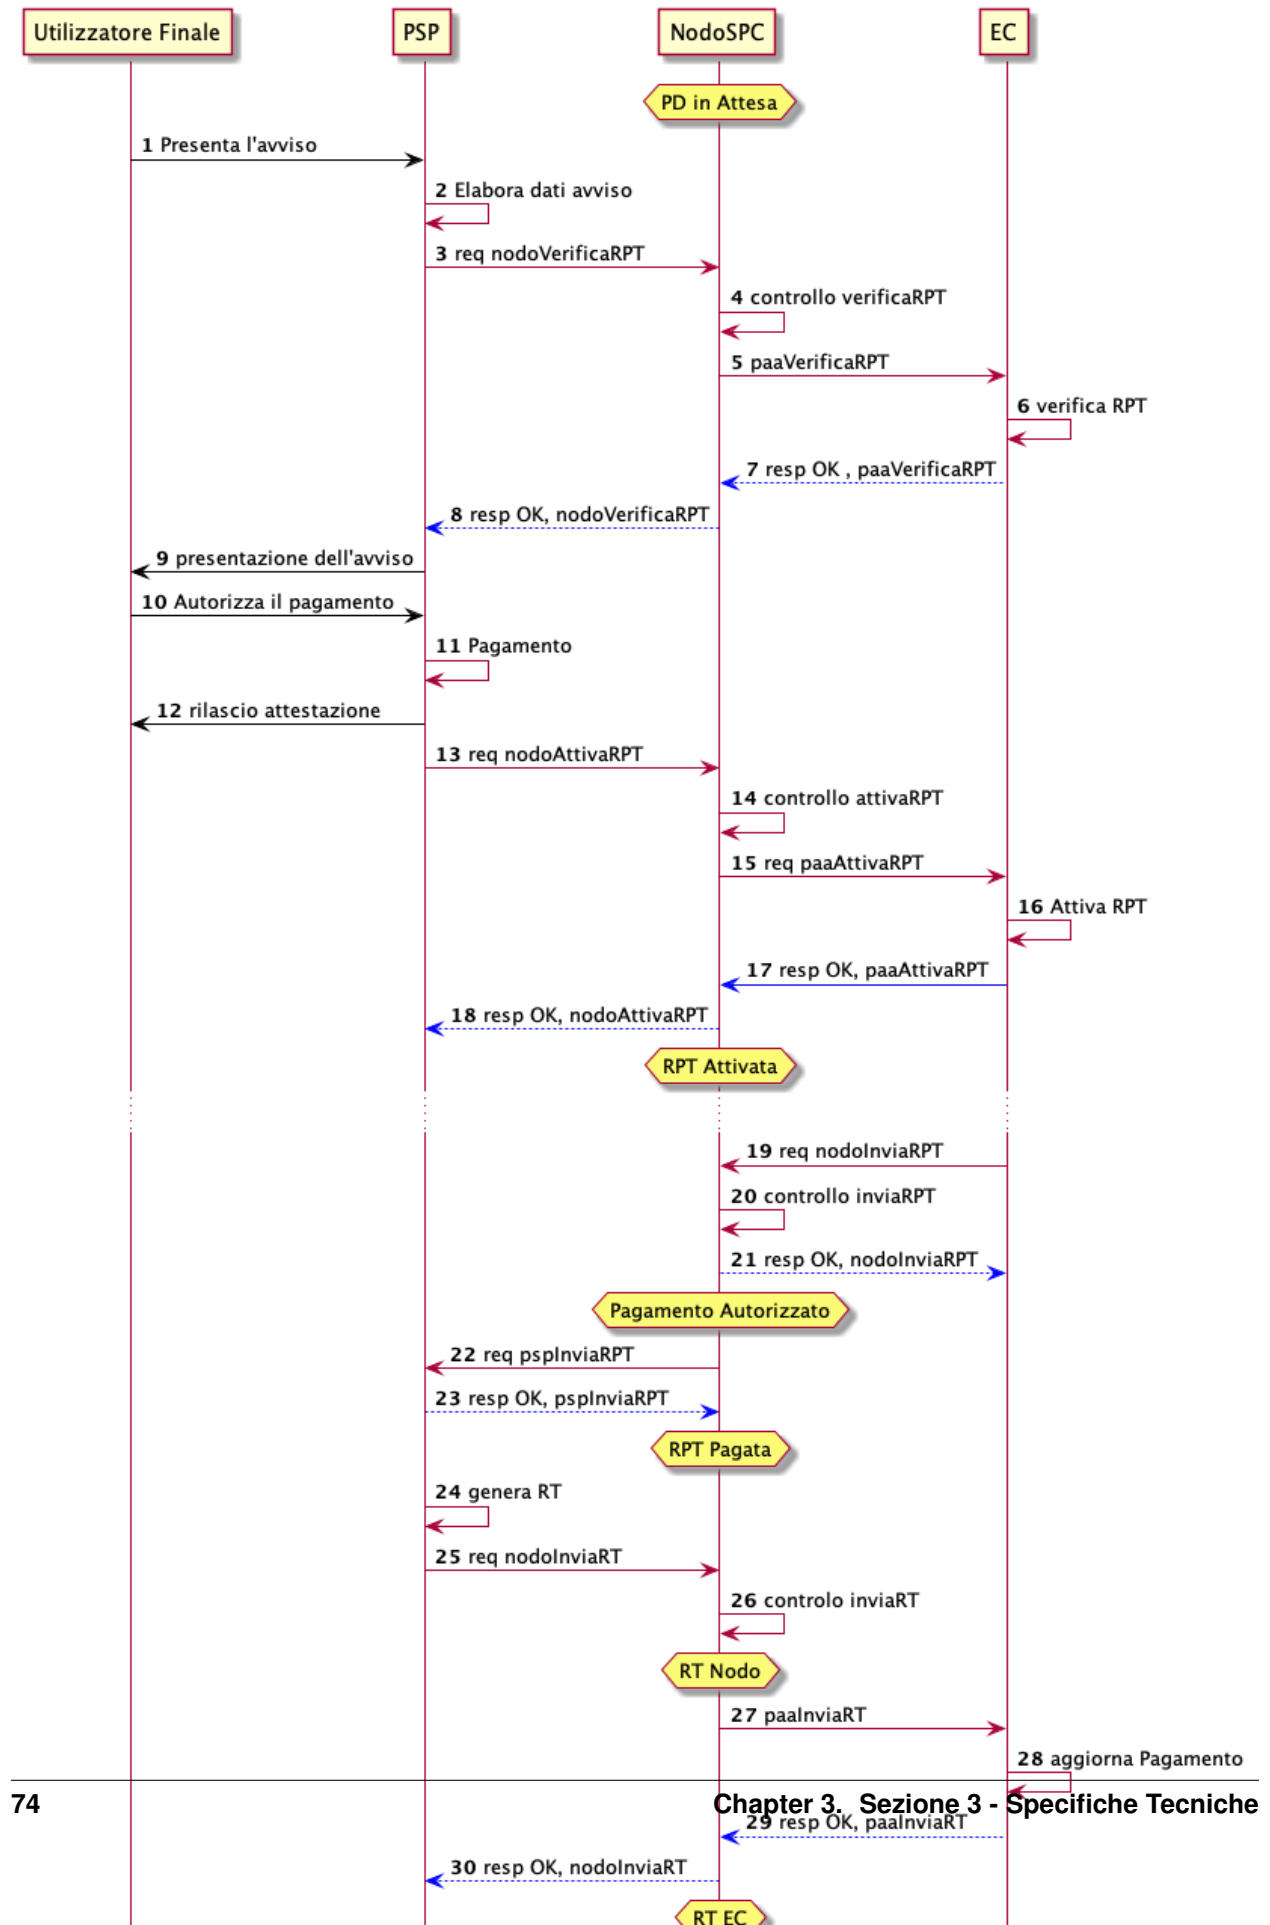 Utilizzatore Finale PSP NodoSPC EC
PD in Attesa
1 Presenta l'avviso
2 Elabora dati avviso
3 req nodoVerificaRPT
4 controllo verificaRPT
5 paaVerificaRPT
6 verifica RPT
7 resp OK , paaVerificaRPT
8 resp OK, nodoVerificaRPT
9 presentazione dell'avviso
10 Autorizza il pagamento
11 Pagamento
12 rilascio attestazione
13 req nodoAttivaRPT
14 controllo attivaRPT
15 req paaAttivaRPT
16 Attiva RPT
17 resp OK, paaAttivaRPT
18 resp OK, nodoAttivaRPT
RPT Attivata
19 req nodoInviaRPT
20 controllo inviaRPT
21 resp OK, nodoInviaRPT
Pagamento Autorizzato
22 req pspInviaRPT
23 resp OK, pspInviaRPT
RPT Pagata
24 genera RT
25 req nodoInviaRT
26 controlo inviaRT
RT Nodo
27 paaInviaRT
28 aggiorna Pagamento
74 Chapter 3. Sezione 3 - Specifiche Tecniche
29 resp OK, paaInviaRT
30 resp OK, nodoInviaRT
RT EC